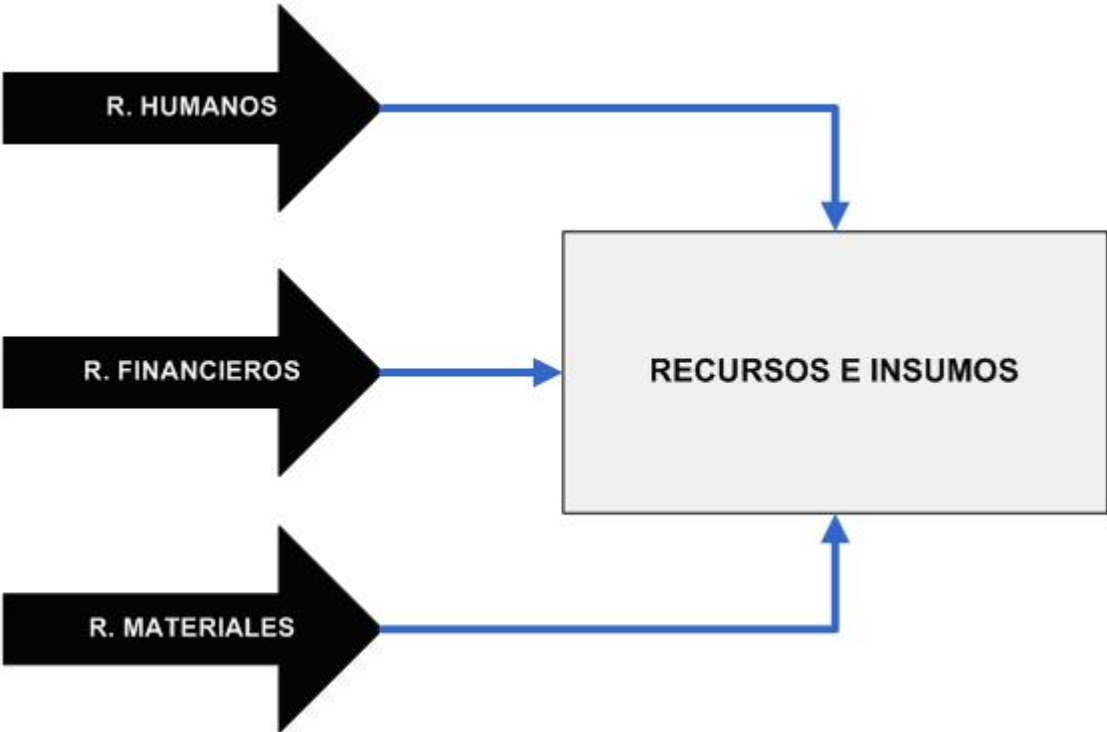 R. HUMANOS
R. FINANCIEROS
RECURSOS E INSUMOS
R. MATERIALES